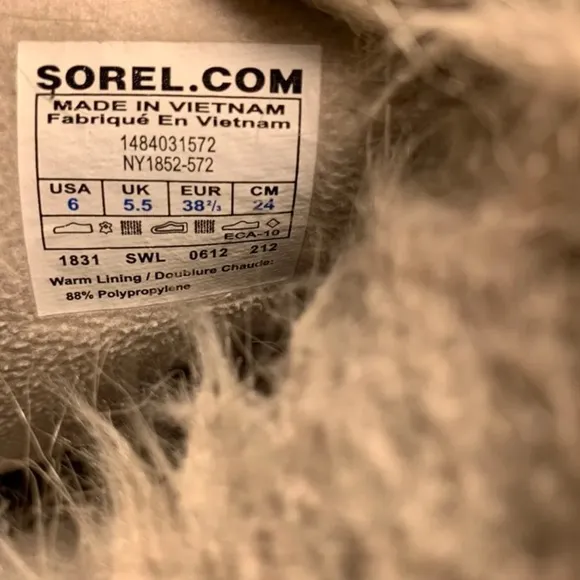 SOREL.COM
MADE IN VIETNAM
Fabriqué En Vietnam
1484031572
NY1852-572
USA UK EUR CM
6 5.5 38²/₃ 24
ECA-10
1831 SWL 0612 212
Warm Lining / Doublure Chaude:
88% Polypropylene